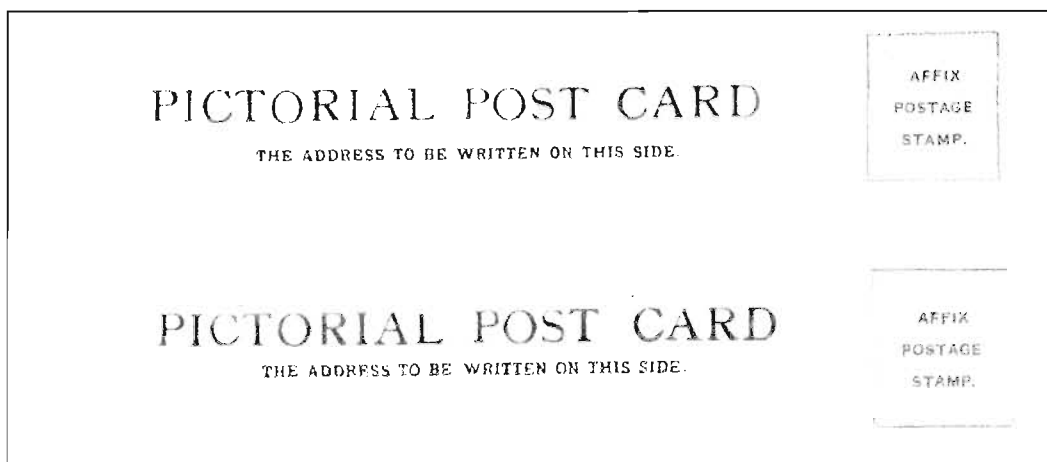 PICTORIAL POST CARD
THE ADDRESS TO BE WRITTEN ON THIS SIDE.
AFFIX
POSTAGE
STAMP.
PICTORIAL POST CARD
THE ADDRESS TO BE WRITTEN ON THIS SIDE.
AFFIX
POSTAGE
STAMP.